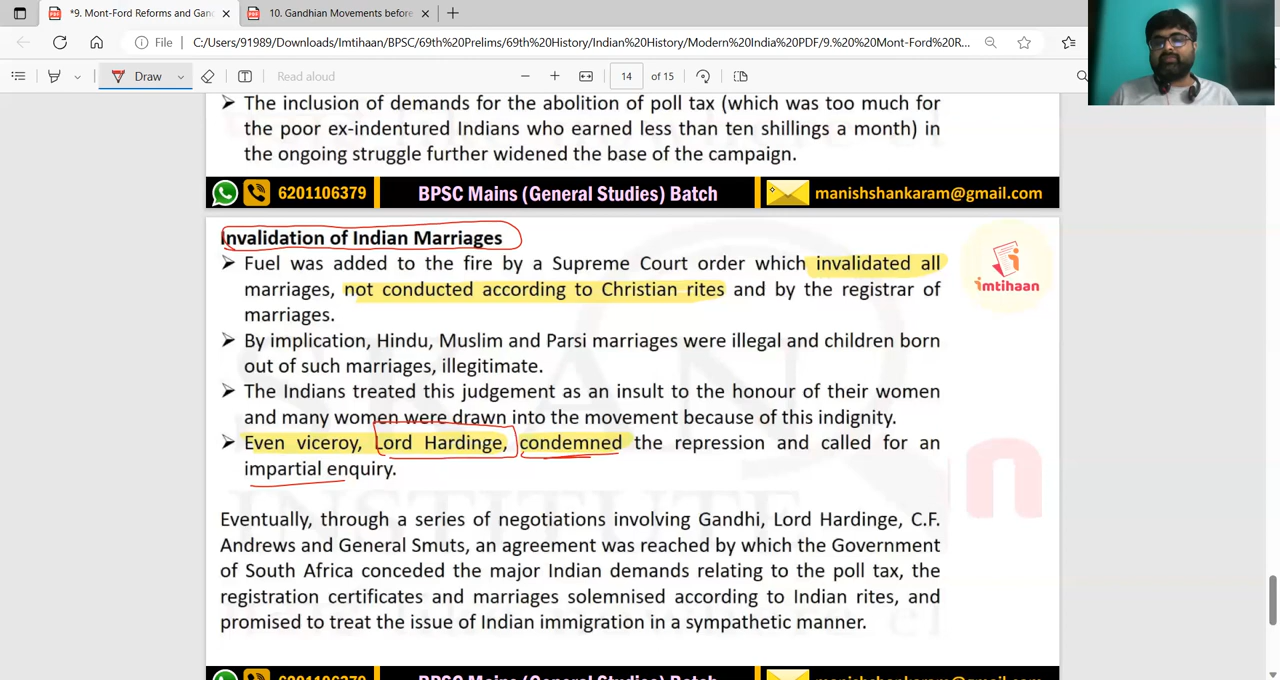 *9. Mont-Ford Reforms and Gand
10. Gandhian Movements before
File
C:/Users/91989/Downloads/Imtihaan/BPSC/69th%20Prelims/69th%20History/Indian%20History/Modern%20India%20PDF/9.%20%20Mont-Ford%20R...
Draw
Read aloud
14 of 15
➢ The inclusion of demands for the abolition of poll tax (which was too much for
the poor ex-indentured Indians who earned less than ten shillings a month) in
the ongoing struggle further widened the base of the campaign.
6201106379 BPSC Mains (General Studies) Batch manishshankaram@gmail.com
Invalidation of Indian Marriages
➢ Fuel was added to the fire by a Supreme Court order which invalidated all
marriages, not conducted according to Christian rites and by the registrar of
marriages.
➢ By implication, Hindu, Muslim and Parsi marriages were illegal and children born
out of such marriages, illegitimate.
➢ The Indians treated this judgement as an insult to the honour of their women
and many women were drawn into the movement because of this indignity.
➢ Even viceroy, Lord Hardinge, condemned the repression and called for an
impartial enquiry.
Eventually, through a series of negotiations involving Gandhi, Lord Hardinge, C.F.
Andrews and General Smuts, an agreement was reached by which the Government
of South Africa conceded the major Indian demands relating to the poll tax, the
registration certificates and marriages solemnised according to Indian rites, and
promised to treat the issue of Indian immigration in a sympathetic manner.
imtihaan
INSTITUTE